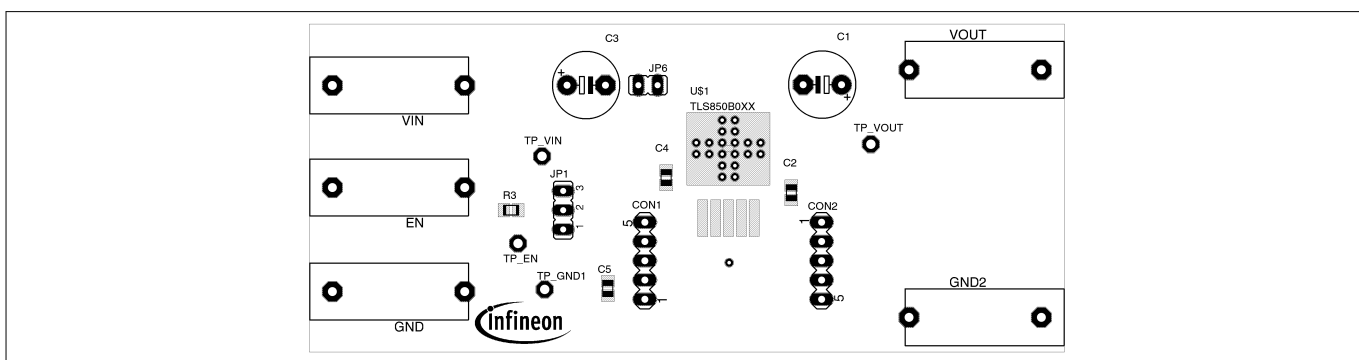 C3
C1
VOUT
JP6
+
U$1
TLS850B0XX
+
VIN
TP_VOUT
TP_VIN
C4
C2
JP1
3
R3
2
CON1
CON2
EN
1
5
1
TP_EN
C5
TP_GND1
GND2
1
5
GND
infineon